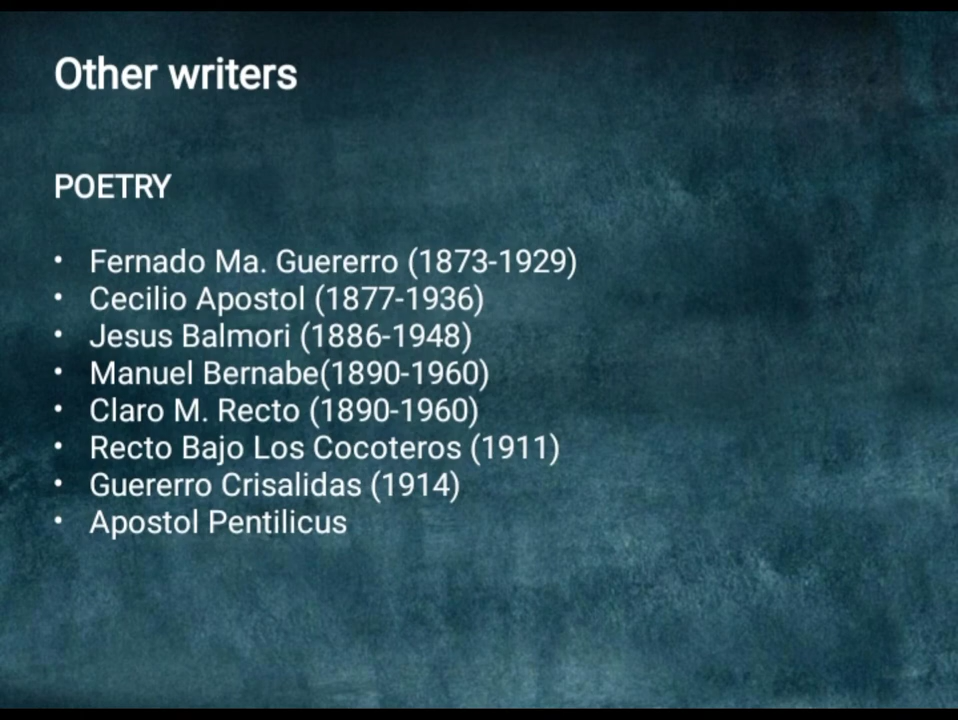 Other writers
POETRY
• Fernado Ma. Guererro (1873-1929)
• Cecilio Apostol (1877-1936)
• Jesus Balmori (1886-1948)
• Manuel Bernabe(1890-1960)
• Claro M. Recto (1890-1960)
• Recto Bajo Los Cocoteros (1911)
• Guererro Crisalidas (1914)
• Apostol Pentilicus